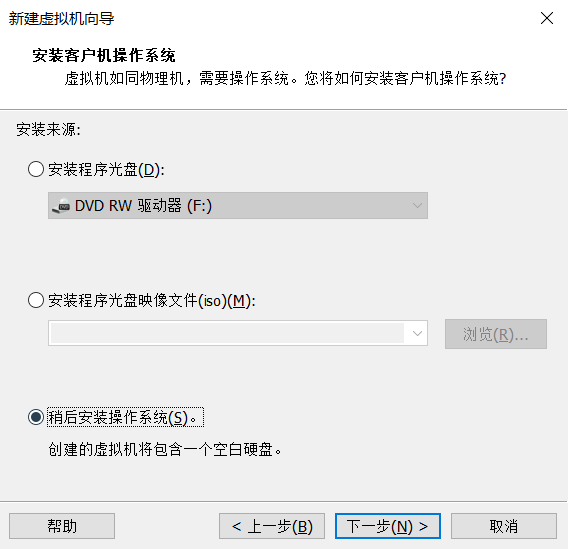 新建虚拟机向导
安装客户机操作系统
虚拟机如同物理机，需要操作系统。您将如何安装客户机操作系统?
安装来源:
安装程序光盘(D):
DVD RW 驱动器 (F:)
安装程序光盘映像文件(iso)(M):
浏览(R)...
稍后安装操作系统(S)。
创建的虚拟机将包含一个空白硬盘。
帮助
< 上一步(B)
下一步(N) >
取消